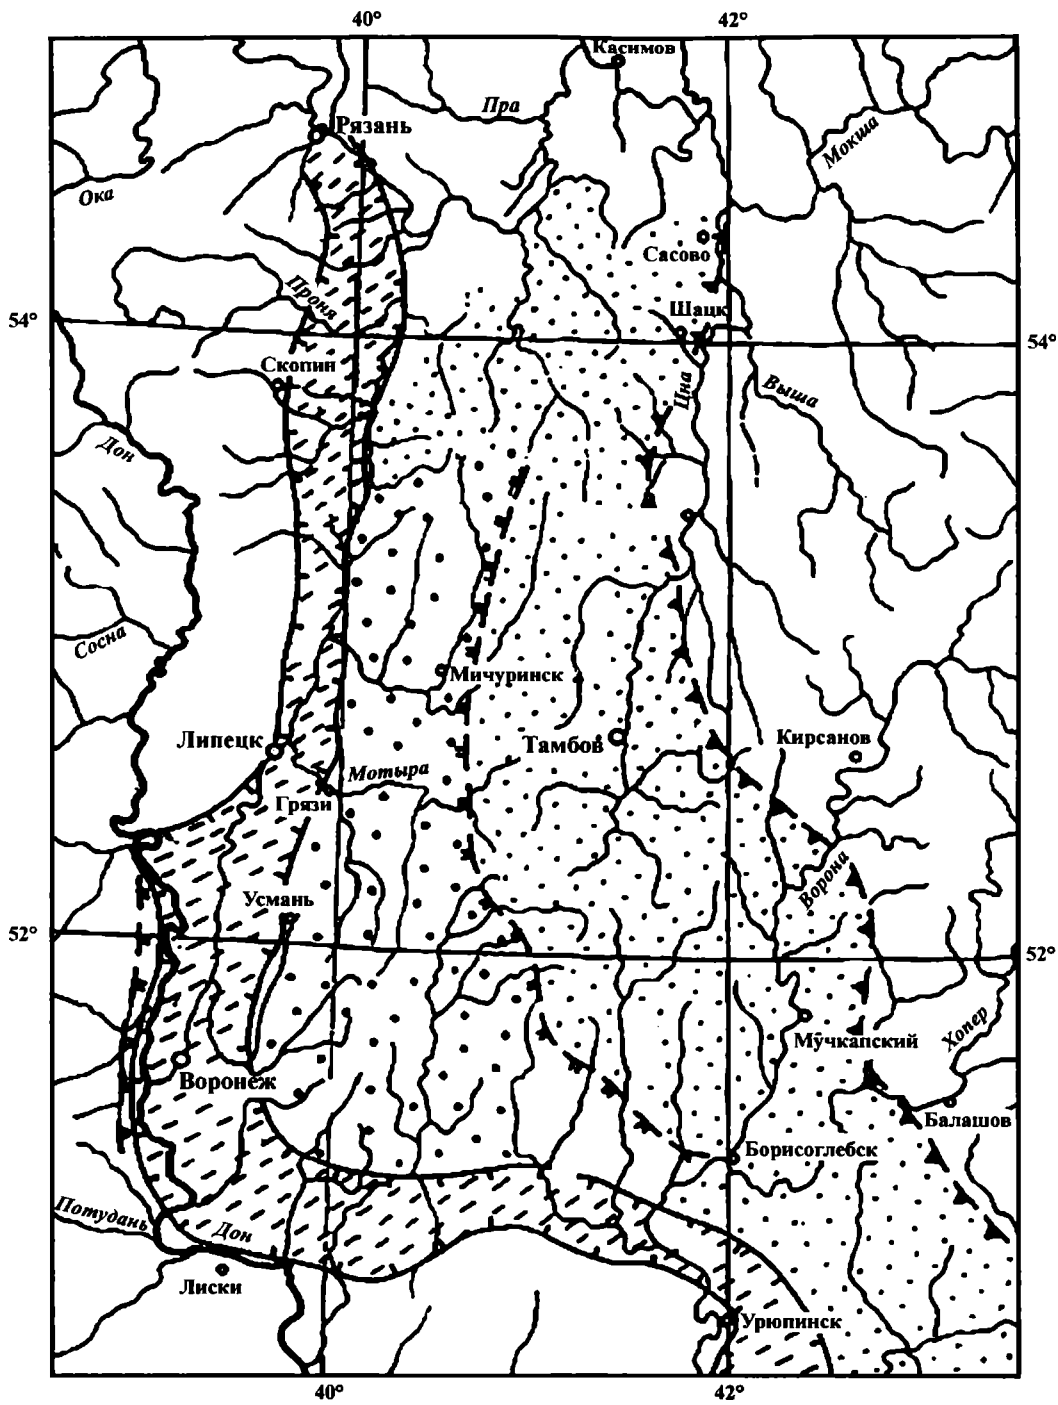 40°
42°
Касимов
Пра
Рязань
Мокша
Ока
Сасово
Проня
Шацк
54°
54°
Скопин
Цна
Выша
Дон
Сосна
Мичуринск
Липецк
Тамбов
Кирсанов
Мотыра
Грязи
Ворона
Усмань
52°
52°
Мучкапский
Хопер
Воронеж
Балашов
Борисоглебск
Потудань
Дон
Лиски
Урюпинск
40°
42°